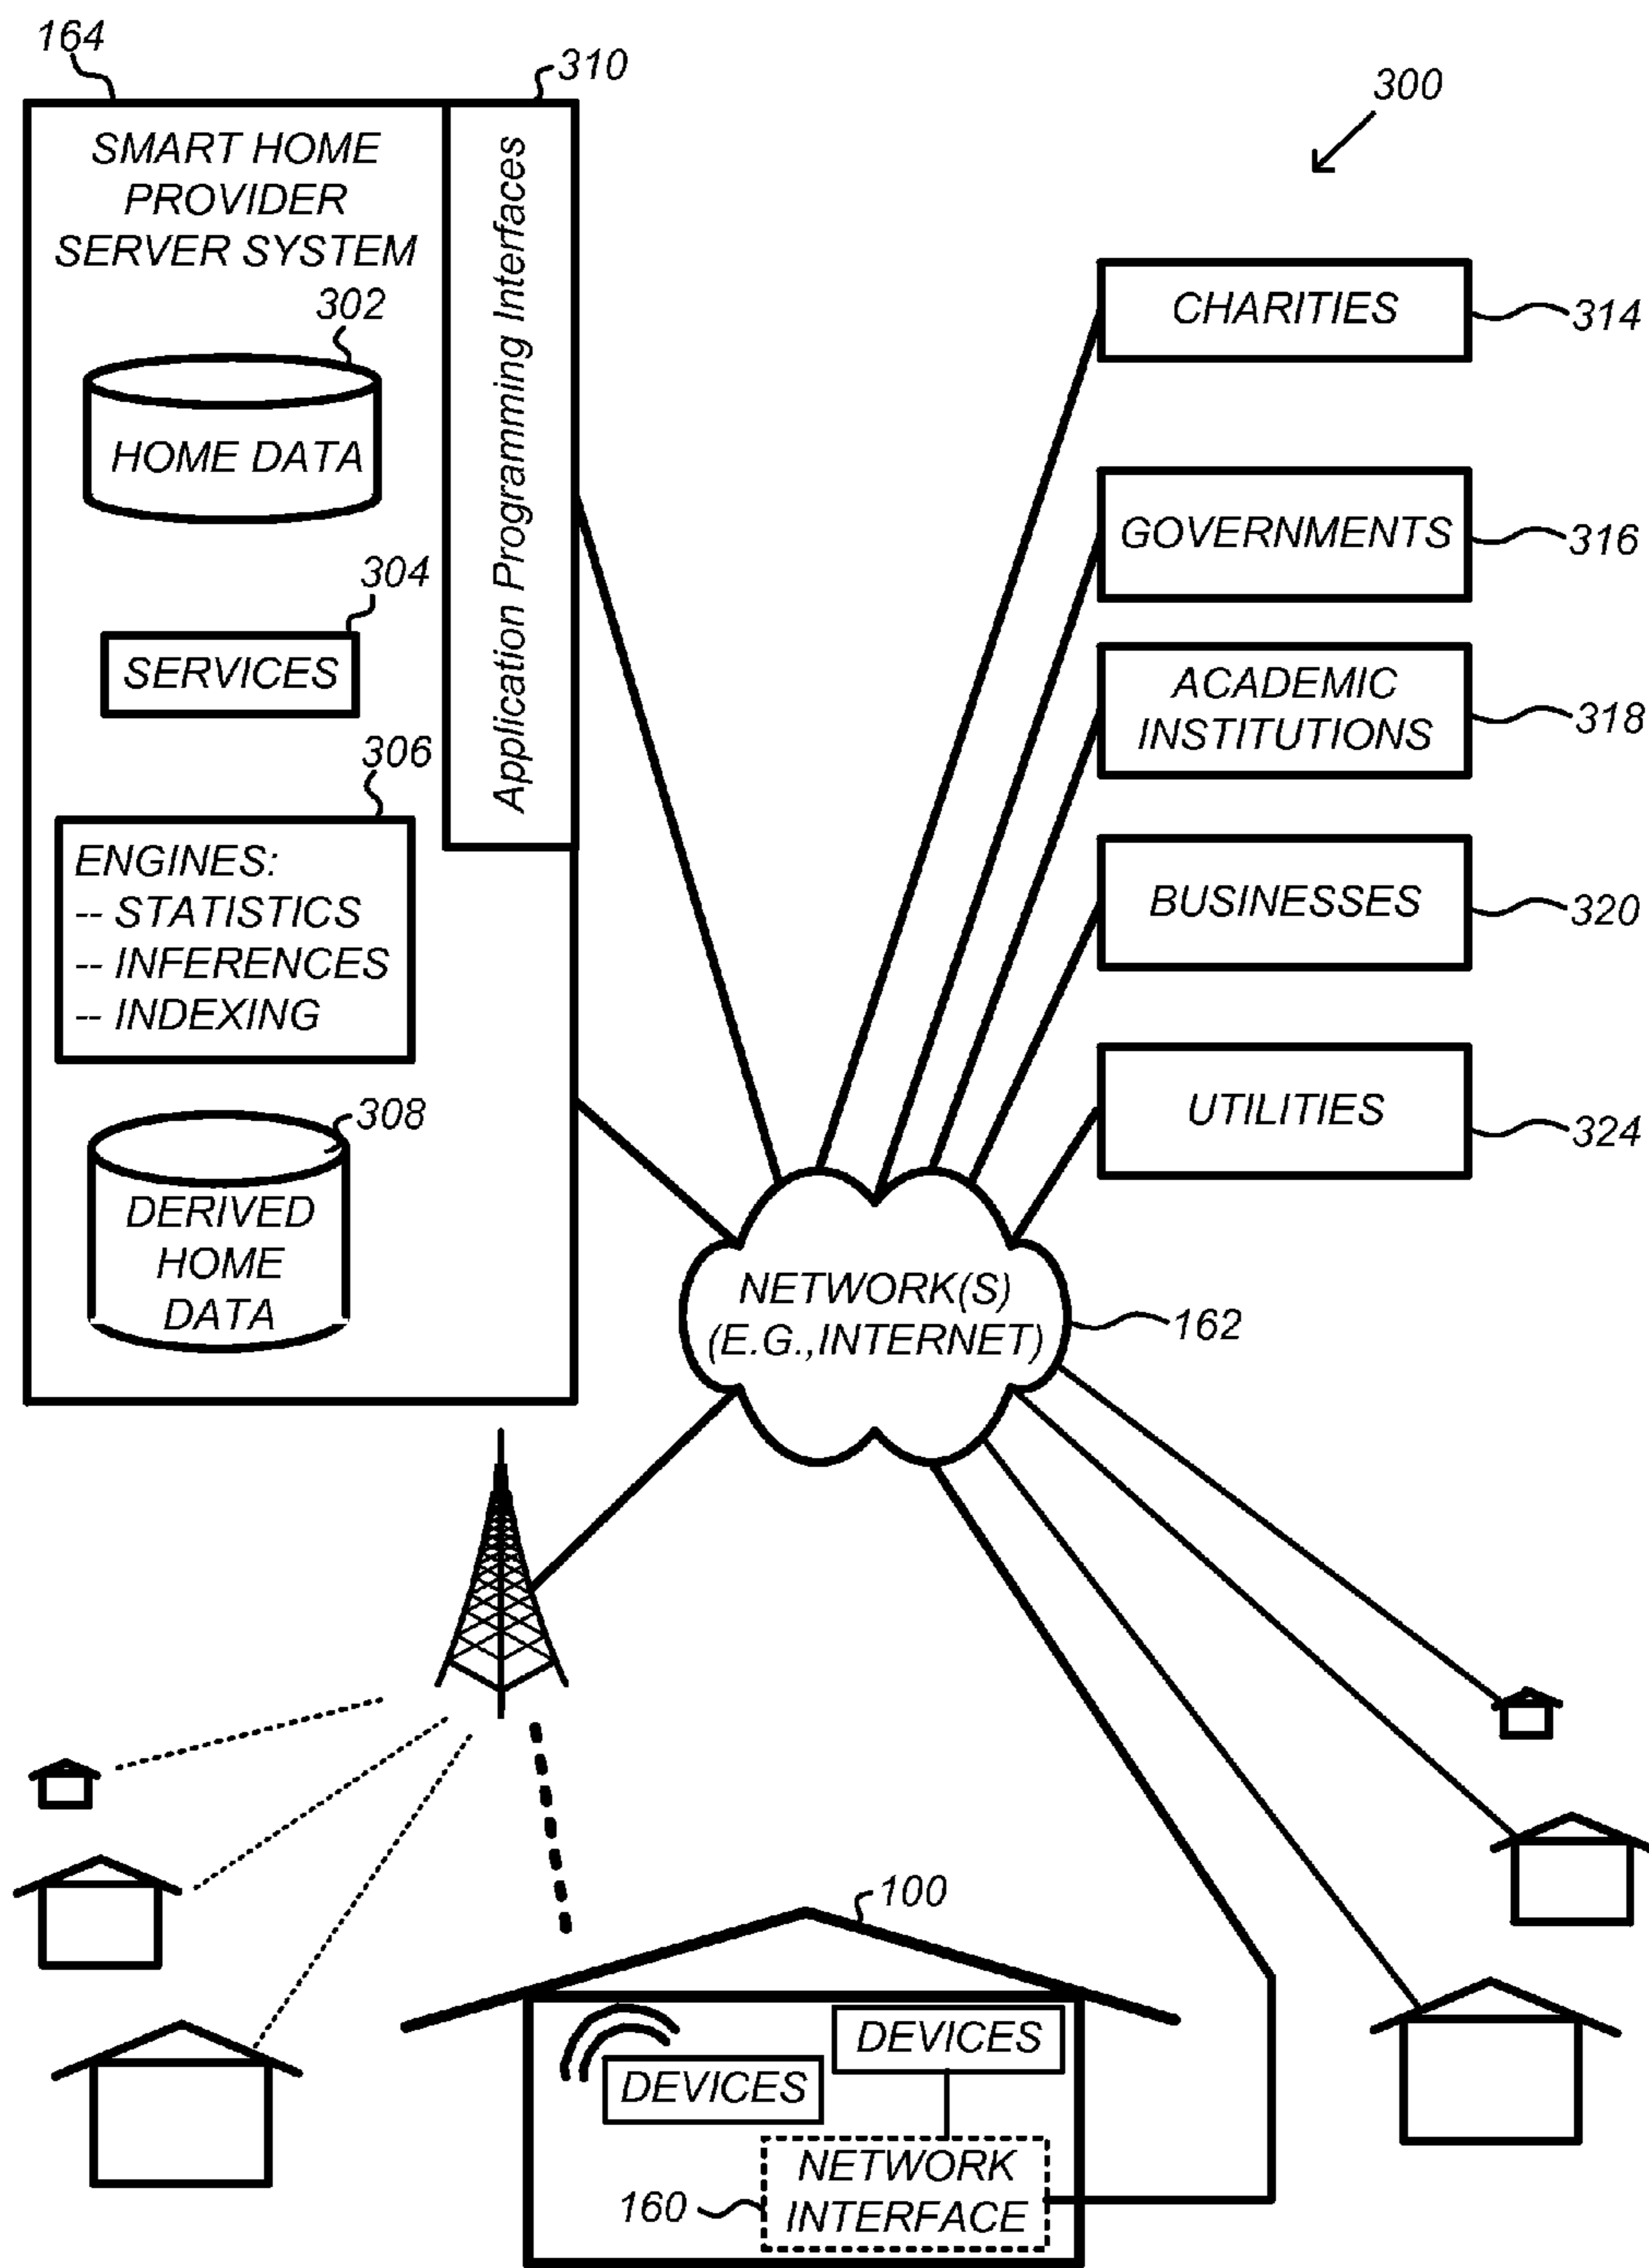 164
310
300
SMART HOME
PROVIDER
SERVER SYSTEM
Application Programming Interfaces
302
HOME DATA
304
SERVICES
306
ENGINES:
-- STATISTICS
-- INFERENCES
-- INDEXING
308
DERIVED
HOME
DATA
CHARITIES
314
GOVERNMENTS
316
ACADEMIC
INSTITUTIONS
318
BUSINESSES
320
UTILITIES
324
NETWORK(S)
(E.G.,INTERNET)
162
100
DEVICES
DEVICES
NETWORK
INTERFACE
160